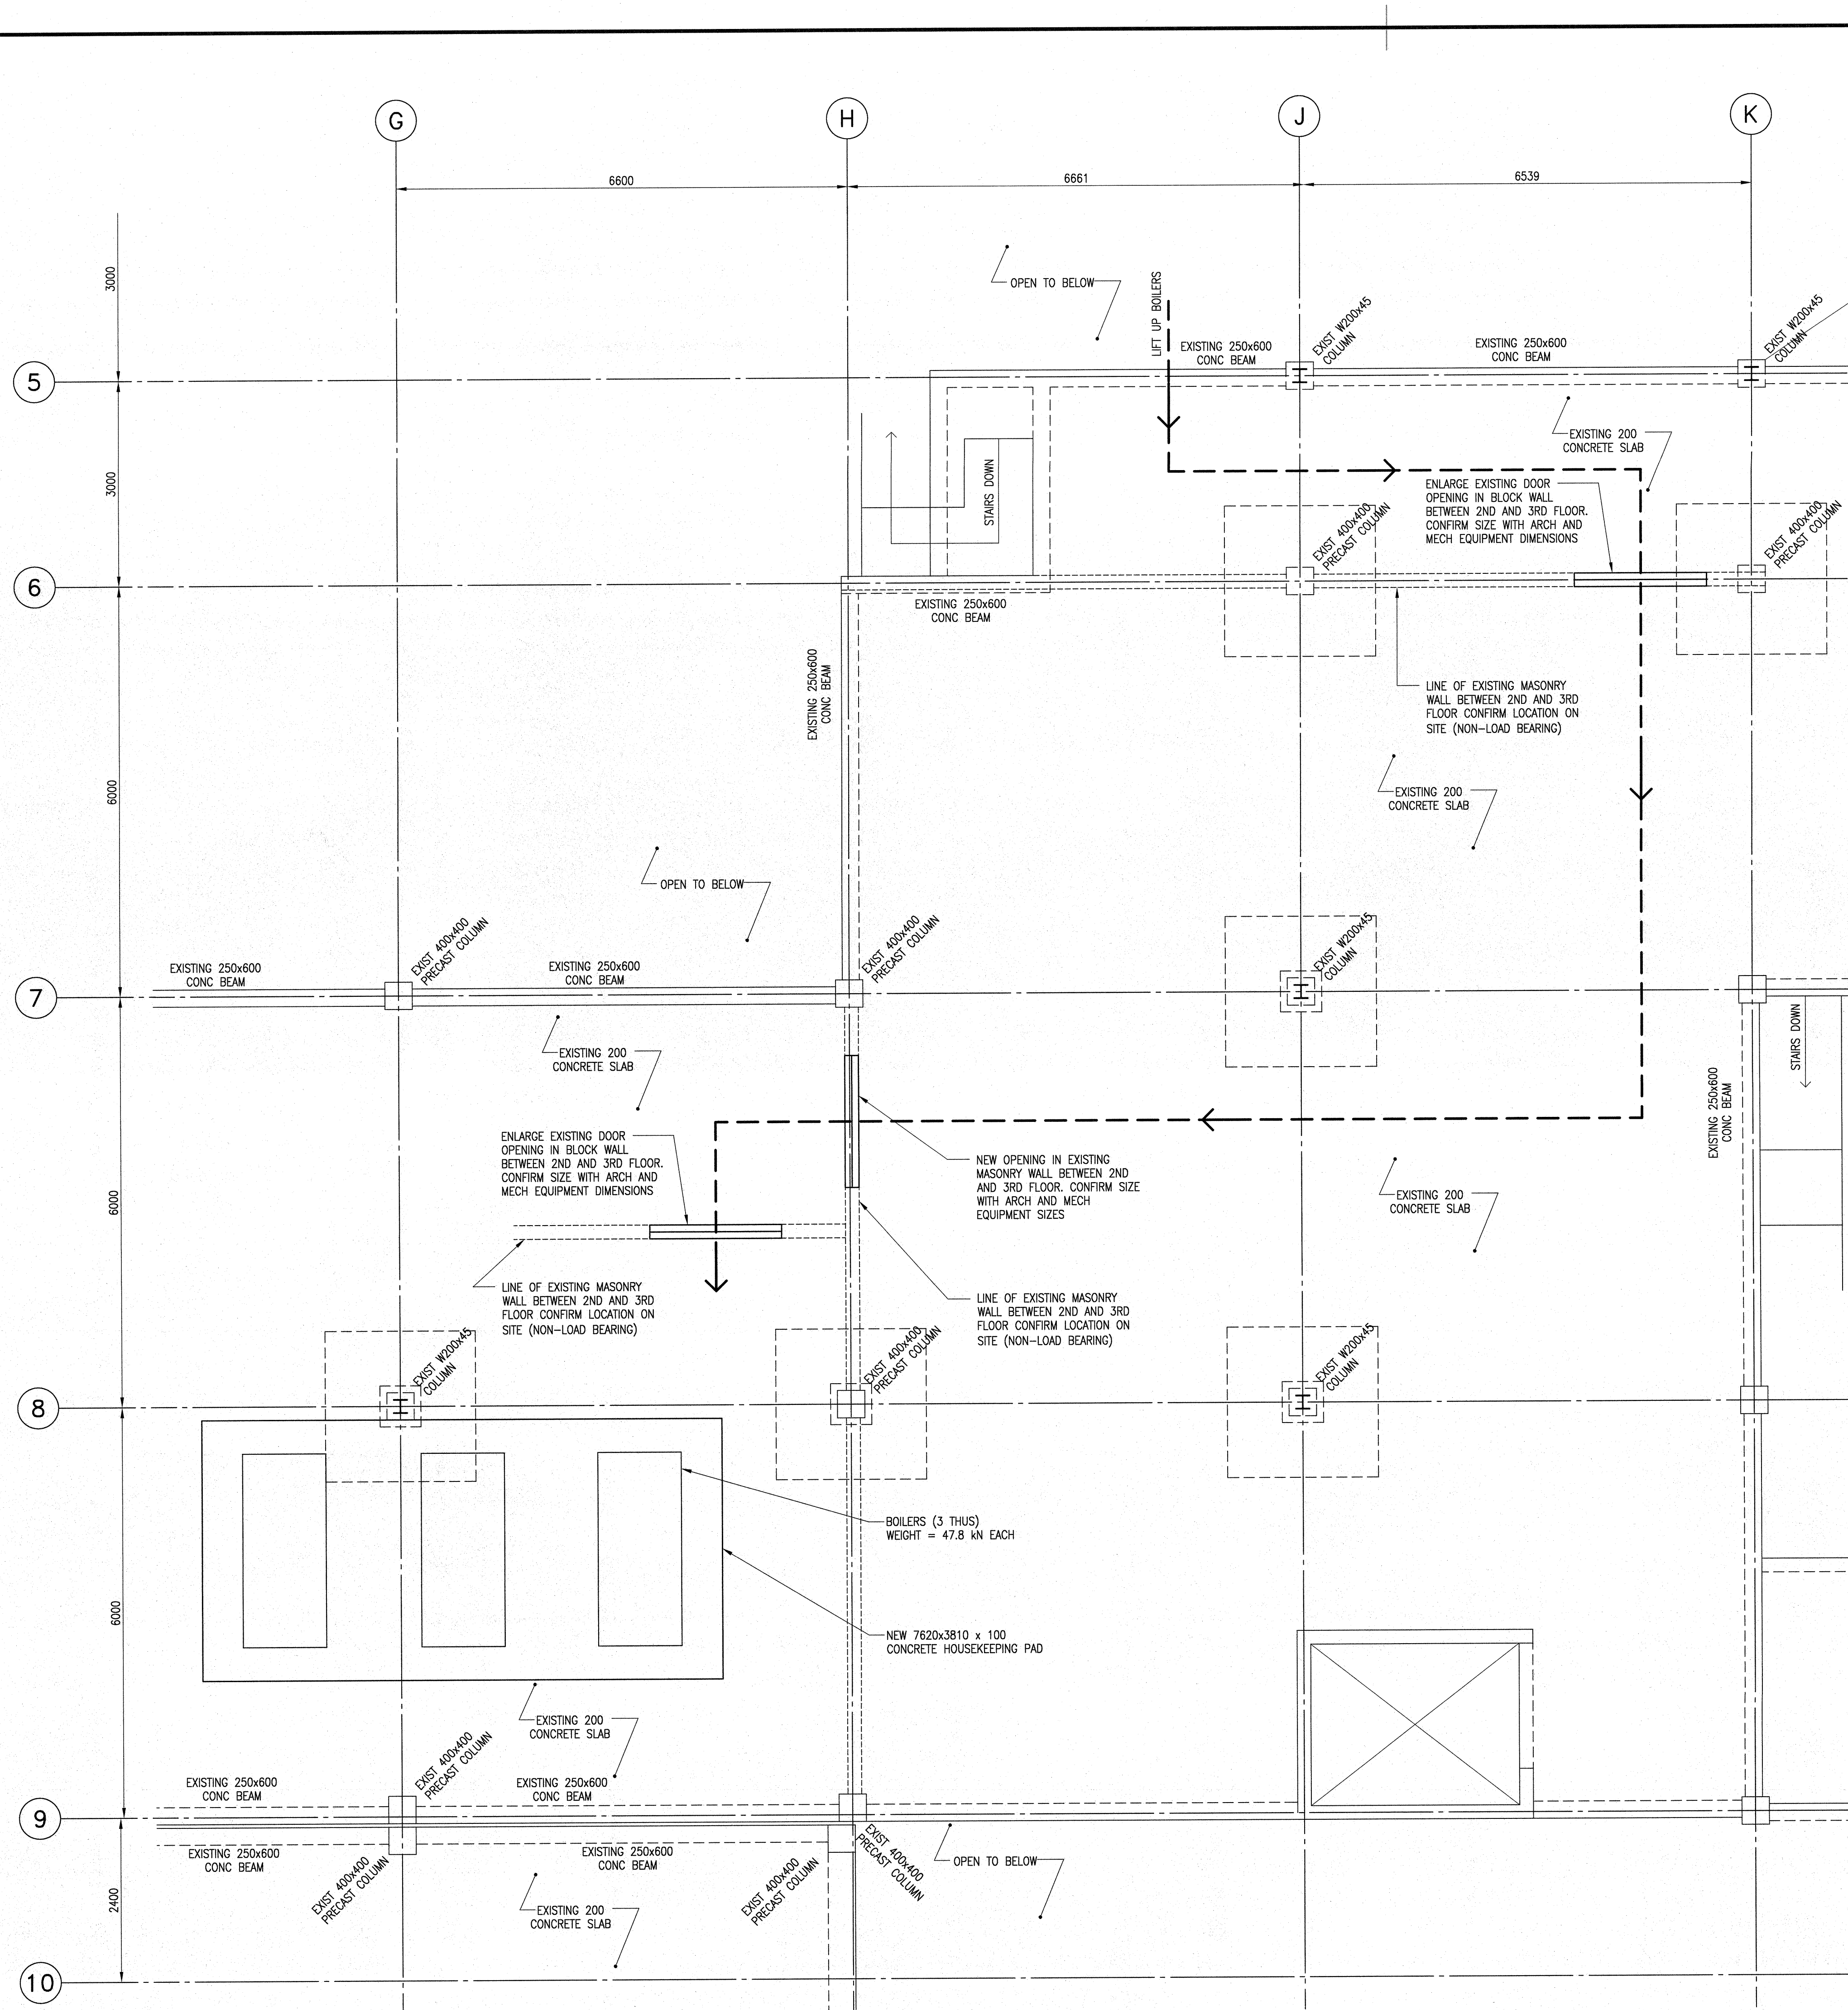 G
H
J
K
6600
6661
6539
3000
OPEN TO BELOW
LIFT UP BOILERS
EXISTING 250x600
CONC BEAM
EXIST W200x45
COLUMN
EXISTING 250x600
CONC BEAM
EXIST W200x45
COLUMN
5
3000
STAIRS DOWN
EXISTING 200
CONCRETE SLAB
ENLARGE EXISTING DOOR
OPENING IN BLOCK WALL
BETWEEN 2ND AND 3RD FLOOR.
CONFIRM SIZE WITH ARCH AND
MECH EQUIPMENT DIMENSIONS
EXIST 400x400
PRECAST COLUMN
EXIST 400x400
PRECAST COLUMN
6
EXISTING 250x600
CONC BEAM
EXISTING 250x600
CONC BEAM
LINE OF EXISTING MASONRY
WALL BETWEEN 2ND AND 3RD
FLOOR CONFIRM LOCATION ON
SITE (NON-LOAD BEARING)
6000
EXISTING 200
CONCRETE SLAB
OPEN TO BELOW
EXIST 400x400
PRECAST COLUMN
EXIST 400x400
PRECAST COLUMN
EXIST W200x45
COLUMN
EXISTING 250x600
CONC BEAM
EXISTING 250x600
CONC BEAM
7
EXISTING 200
CONCRETE SLAB
STAIRS DOWN
EXISTING 250x600
CONC BEAM
ENLARGE EXISTING DOOR
OPENING IN BLOCK WALL
BETWEEN 2ND AND 3RD FLOOR.
CONFIRM SIZE WITH ARCH AND
MECH EQUIPMENT DIMENSIONS
NEW OPENING IN EXISTING
MASONRY WALL BETWEEN 2ND
AND 3RD FLOOR. CONFIRM SIZE
WITH ARCH AND MECH
EQUIPMENT SIZES
6000
EXISTING 200
CONCRETE SLAB
LINE OF EXISTING MASONRY
WALL BETWEEN 2ND AND 3RD
FLOOR CONFIRM LOCATION ON
SITE (NON-LOAD BEARING)
LINE OF EXISTING MASONRY
WALL BETWEEN 2ND AND 3RD
FLOOR CONFIRM LOCATION ON
SITE (NON-LOAD BEARING)
EXIST W200x45
COLUMN
EXIST 400x400
PRECAST COLUMN
EXIST W200x45
COLUMN
8
BOILERS (3 THUS)
WEIGHT = 47.8 kN EACH
6000
NEW 7620x3810 x 100
CONCRETE HOUSEKEEPING PAD
EXISTING 200
CONCRETE SLAB
EXIST 400x400
PRECAST COLUMN
EXISTING 250x600
CONC BEAM
EXISTING 250x600
CONC BEAM
9
EXISTING 250x600
CONC BEAM
EXISTING 250x600
CONC BEAM
EXIST 400x400
PRECAST COLUMN
EXIST 400x400
PRECAST COLUMN
EXIST 400x400
PRECAST COLUMN
OPEN TO BELOW
2400
EXISTING 200
CONCRETE SLAB
10